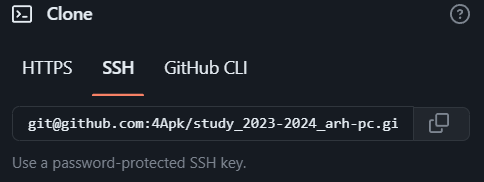 Clone
HTTPS SSH GitHub CLI
git@github.com:4Apk/study_2023-2024_arh-pc.gi
Use a password-protected SSH key.